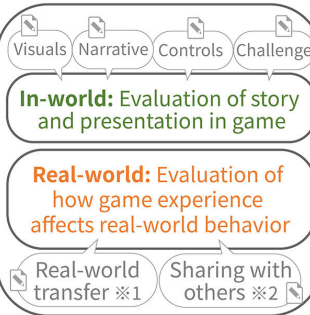 Visuals Narrative Controls Challenge
In-world: Evaluation of story
and presentation in game
Real-world: Evaluation of
how game experience
affects real-world behavior
Real-world
transfer ※1
Sharing with
others ※2